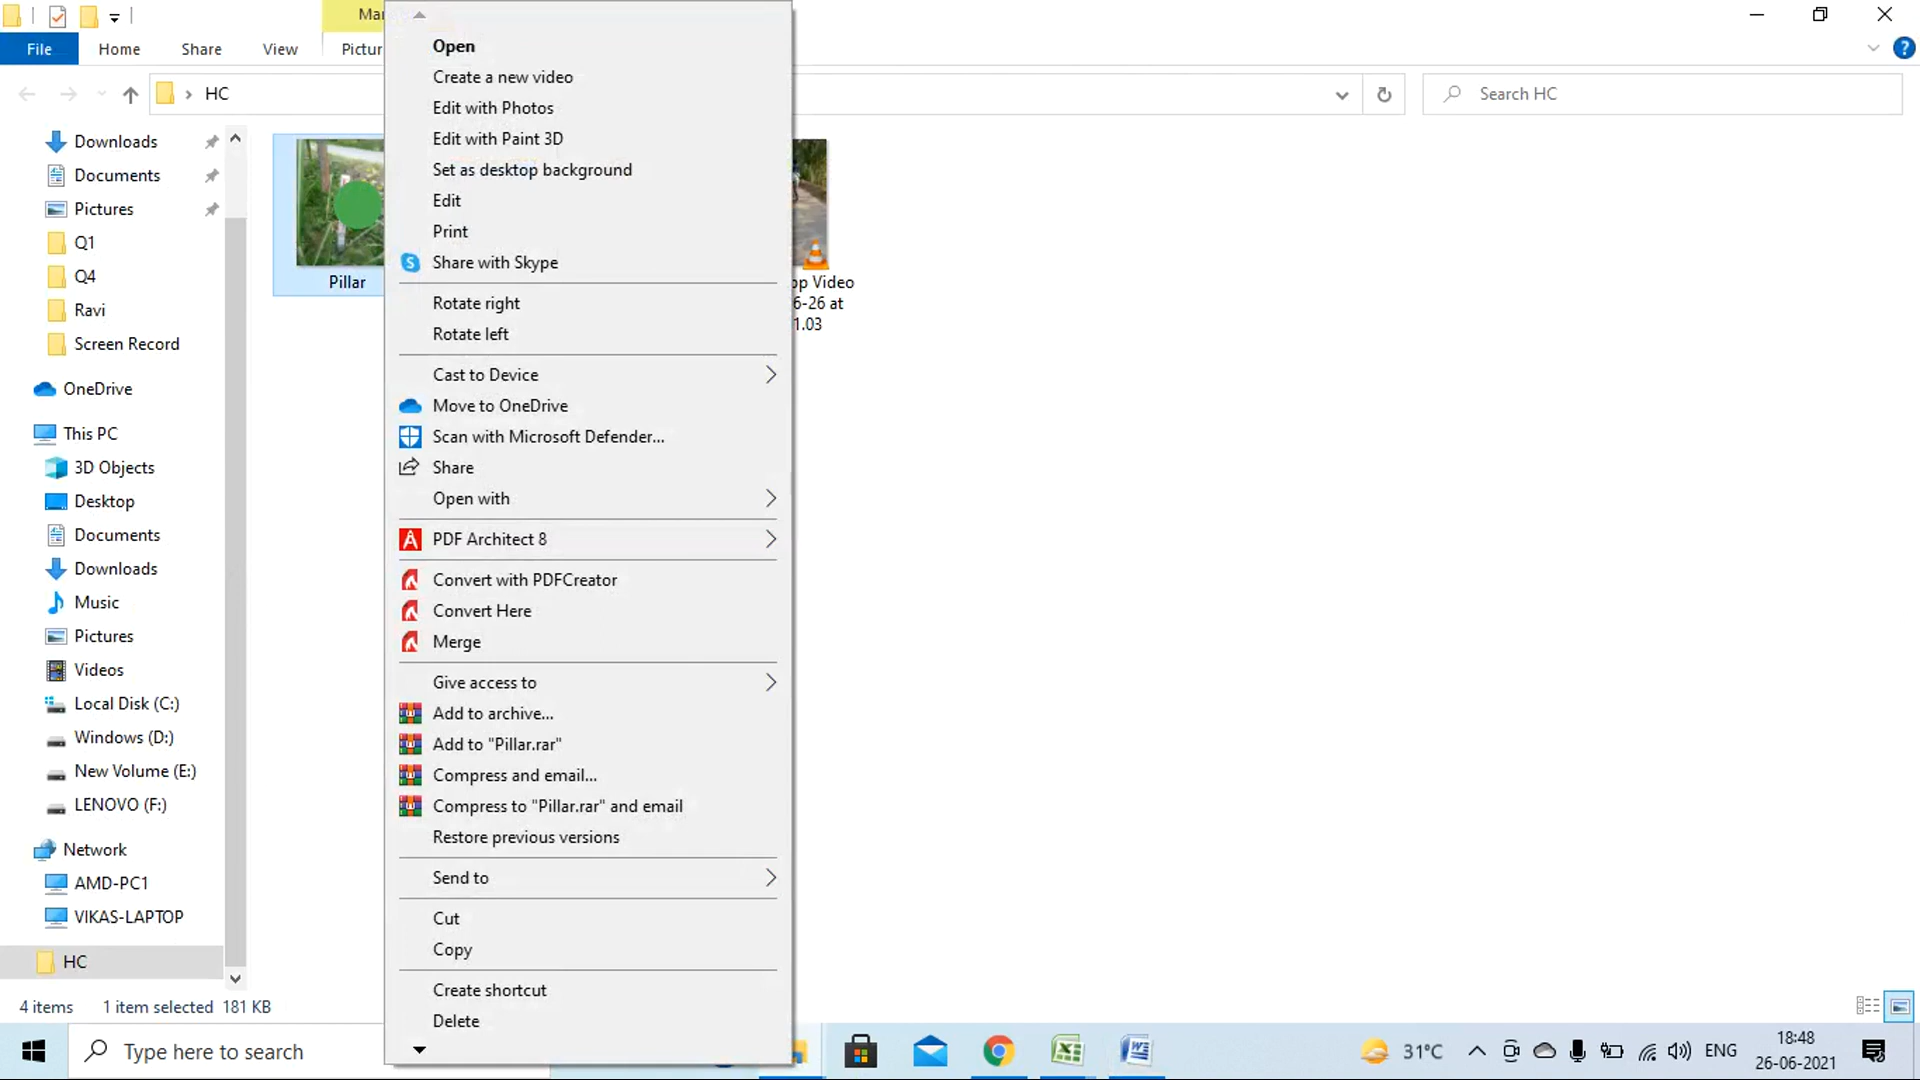 Man
File
Home
Share
View
Pictur
HC
Search HC
Downloads
Documents
Pictures
Q1
Q4
Ravi
Screen Record
OneDrive
This PC
3D Objects
Desktop
Documents
Downloads
Music
Pictures
Videos
Local Disk (C:)
Windows (D:)
New Volume (E:)
LENOVO (F:)
Network
AMD-PC1
VIKAS-LAPTOP
HC
4 items
1 item selected 181 KB
Pillar
Open
Create a new video
Edit with Photos
Edit with Paint 3D
Set as desktop background
Edit
Print
Share with Skype
Rotate right
Rotate left
Cast to Device
Move to OneDrive
Scan with Microsoft Defender...
Share
Open with
PDF Architect 8
Convert with PDFCreator
Convert Here
Merge
Give access to
Add to archive...
Add to "Pillar.rar"
Compress and email...
Compress to "Pillar.rar" and email
Restore previous versions
Send to
Cut
Copy
Create shortcut
Delete
pp Video
6-26 at
1.03
Type here to search
31°C
ENG
18:48
26-06-2021